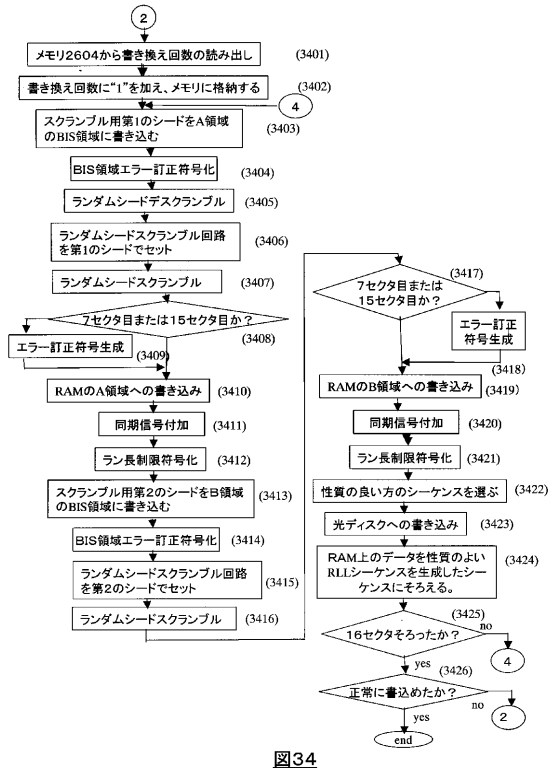 2
メモリ2604から書き換え回数の読み出し
(3401)
書き換え回数に“1”を加え、メモリに格納する
(3402)
4
スクランブル用第1のシードをA領域
のBIS領域に書き込む
(3403)
BIS領域エラー訂正符号化
(3404)
ランダムシードデスクランブル
(3405)
ランダムシードスクランブル回路
を第1のシードでセット
(3406)
ランダムシードスクランブル
(3407)
7セクタ目または15セクタ目か?
(3408)
エラー訂正符号生成
(3409)
RAMのA領域への書き込み
(3410)
同期信号付加
(3411)
ラン長制限符号化
(3412)
スクランブル用第2のシードをB領域
のBIS領域に書き込む
(3413)
BIS領域エラー訂正符号化
(3414)
ランダムシードスクランブル回路
を第2のシードでセット
(3415)
ランダムシードスクランブル
(3416)
7セクタ目または
15セクタ目か?
(3417)
エラー訂正
符号生成
(3418)
RAMのB領域への書き込み
(3419)
同期信号付加
(3420)
ラン長制限符号化
(3421)
性質の良い方のシーケンスを選ぶ
(3422)
光ディスクへの書き込み
(3423)
RAM上のデータを性質のよい
RLLシーケンスを生成したシー
ケンスにそろえる。
(3424)
16セクタそろったか?
(3425)
no
4
yes
正常に書込めたか?
(3426)
no
2
yes
end
図34